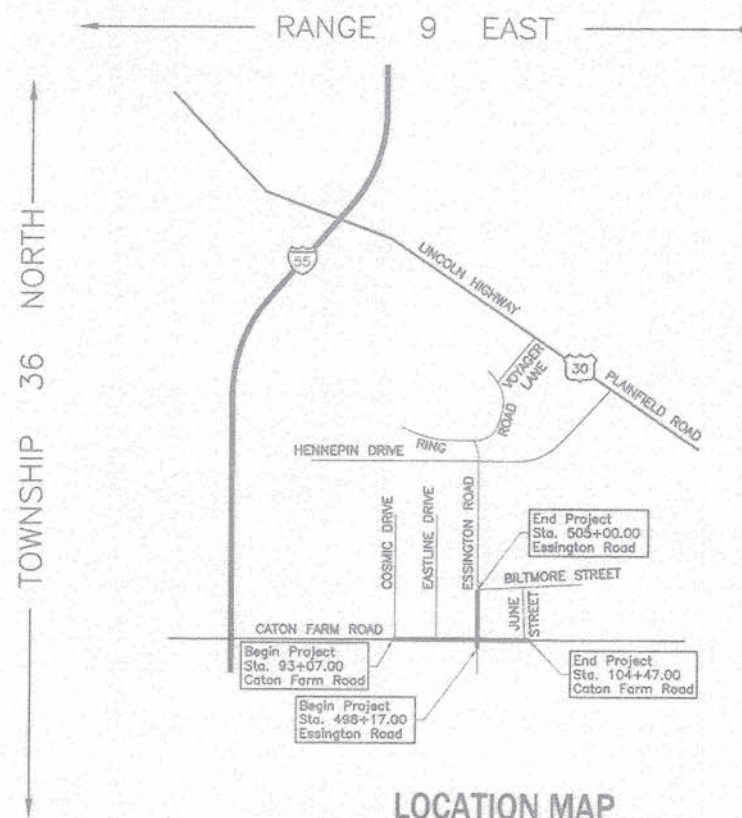 RANGE 9 EAST
TOWNSHIP 36 NORTH
55
LINCOLN HIGHWAY
VOYAGER
LANE
30
PLAINFIELD ROAD
RING ROAD
HENNEPIN DRIVE
COSMIC DRIVE
EASTLINE DRIVE
ESSINGTON ROAD
End Project
Sta. 505+00.00
Essington Road
BILTMORE STREET
JUNE
STREET
CATON FARM ROAD
Begin Project
Sta. 93+07.00
Caton Farm Road
End Project
Sta. 104+47.00
Caton Farm Road
Begin Project
Sta. 498+17.00
Essington Road
LOCATION MAP